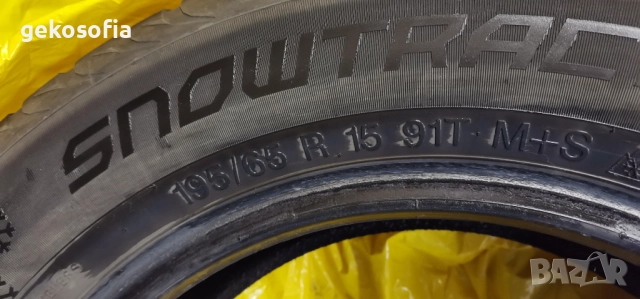 gekosofia
SNOWTRAC
195/65 R 15 91T M+S
BAZAR